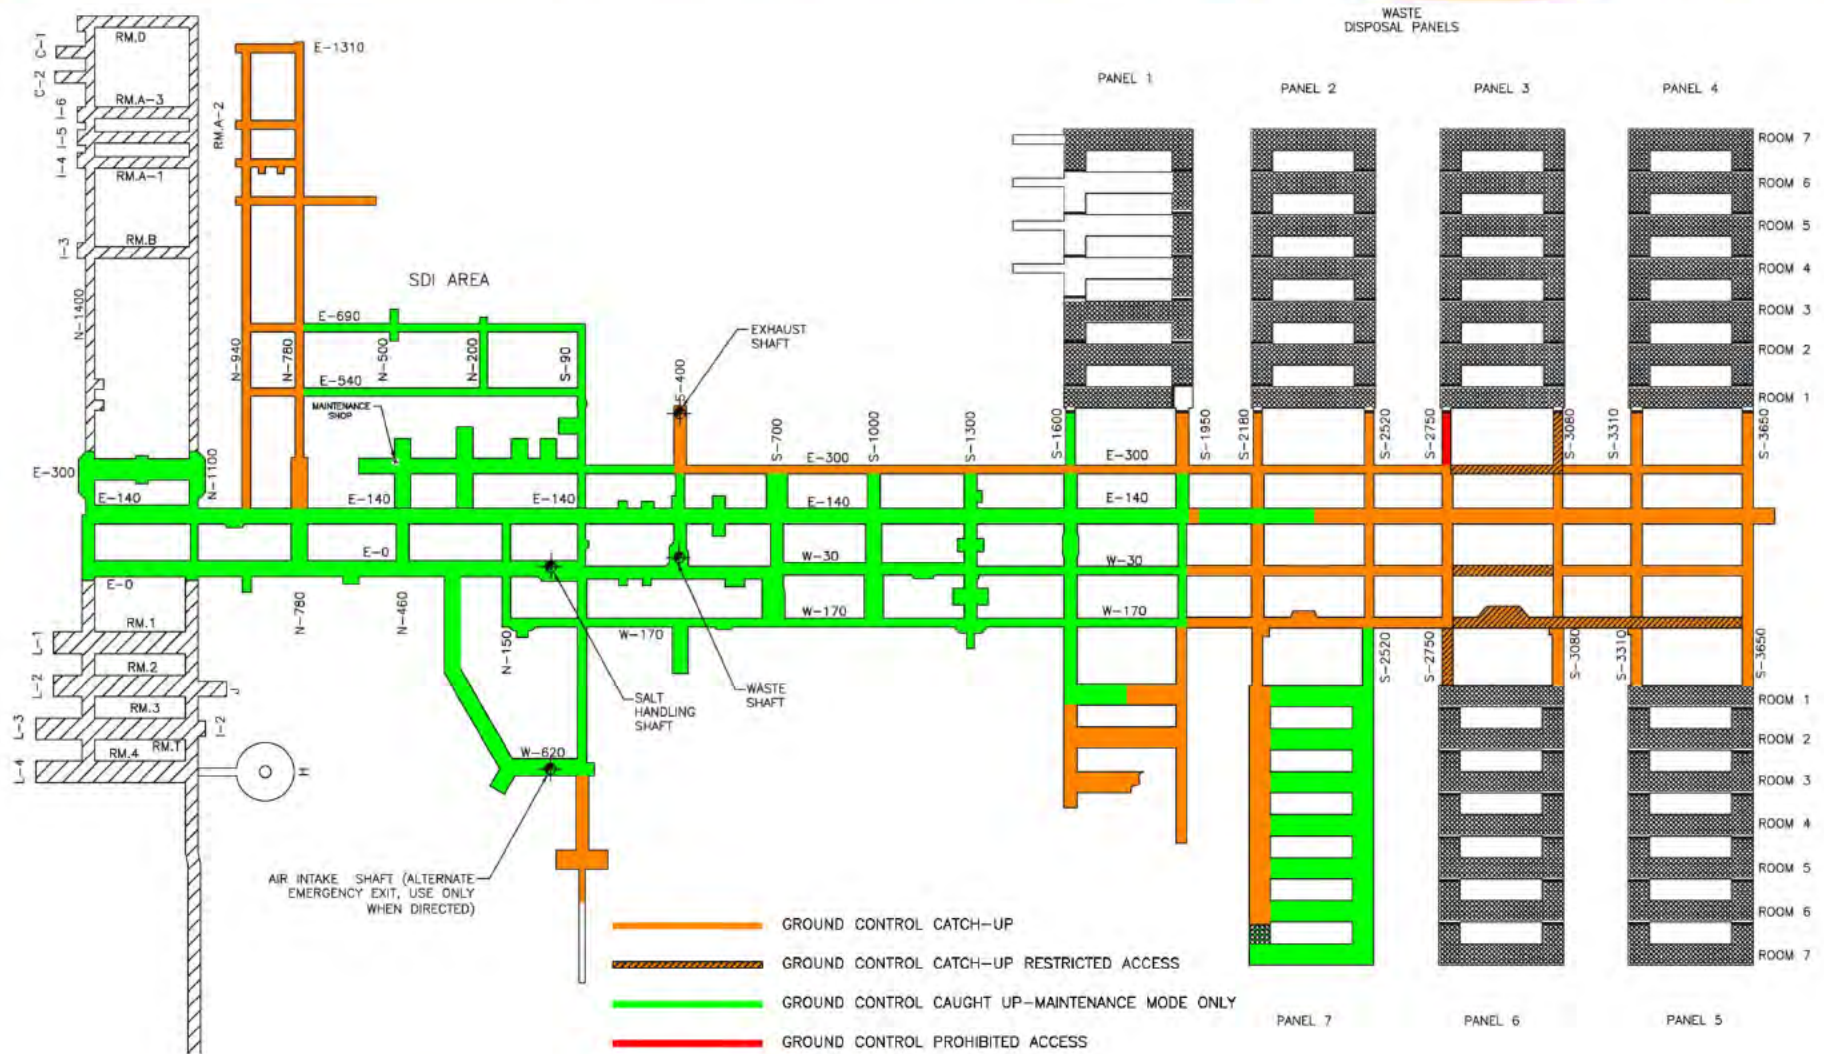 WASTE
DISPOSAL PANELS
PANEL 1
PANEL 2
PANEL 3
PANEL 4
ROOM 7
ROOM 6
ROOM 5
ROOM 4
ROOM 3
ROOM 2
ROOM 1
C-1
C-2
RM.D
E-1310
RM.A-3
I-6
I-5
I-4
RM.A-2
RM.A-1
RM.B
I-3
N-1400
SDI AREA
E-690
N-940
N-780
N-500
N-200
S-90
E-540
MAINTENANCE
SHOP
EXHAUST
SHAFT
S-400
S-700
S-1000
S-1300
S-1600
S-1950
S-2180
S-2520
S-2750
S-3080
S-3310
S-3650
E-300
N-1100
E-300
E-300
E-140
E-140
E-140
E-140
E-140
E-0
W-30
W-30
E-0
N-780
N-460
N-150
W-170
W-170
W-170
S-2520
S-2750
S-3080
S-3310
S-3650
RM.1
L-1
RM.2
L-2
J
RM.3
L-3
RM.T
I-2
RM.4
L-4
H
SALT
HANDLING
SHAFT
WASTE
SHAFT
W-620
AIR INTAKE SHAFT (ALTERNATE
EMERGENCY EXIT, USE ONLY
WHEN DIRECTED)
ROOM 1
ROOM 2
ROOM 3
ROOM 4
ROOM 5
ROOM 6
ROOM 7
GROUND CONTROL CATCH-UP
GROUND CONTROL CATCH-UP RESTRICTED ACCESS
GROUND CONTROL CAUGHT UP-MAINTENANCE MODE ONLY
GROUND CONTROL PROHIBITED ACCESS
PANEL 7
PANEL 6
PANEL 5